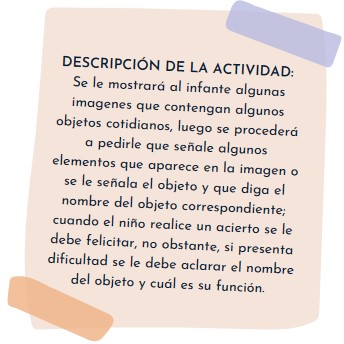 DESCRIPCIÓN DE LA ACTIVIDAD:
Se le mostrará al infante algunas
imagenes que contengan algunos
objetos cotidianos, luego se procederá
a pedirle que señale algunos
elementos que aparece en la imagen o
se le señala el objeto y que diga el
nombre del objeto correspondiente;
cuando el niño realice un acierto se le
debe felicitar, no obstante, si presenta
dificultad se le debe aclarar el nombre
del objeto y cuál es su función.